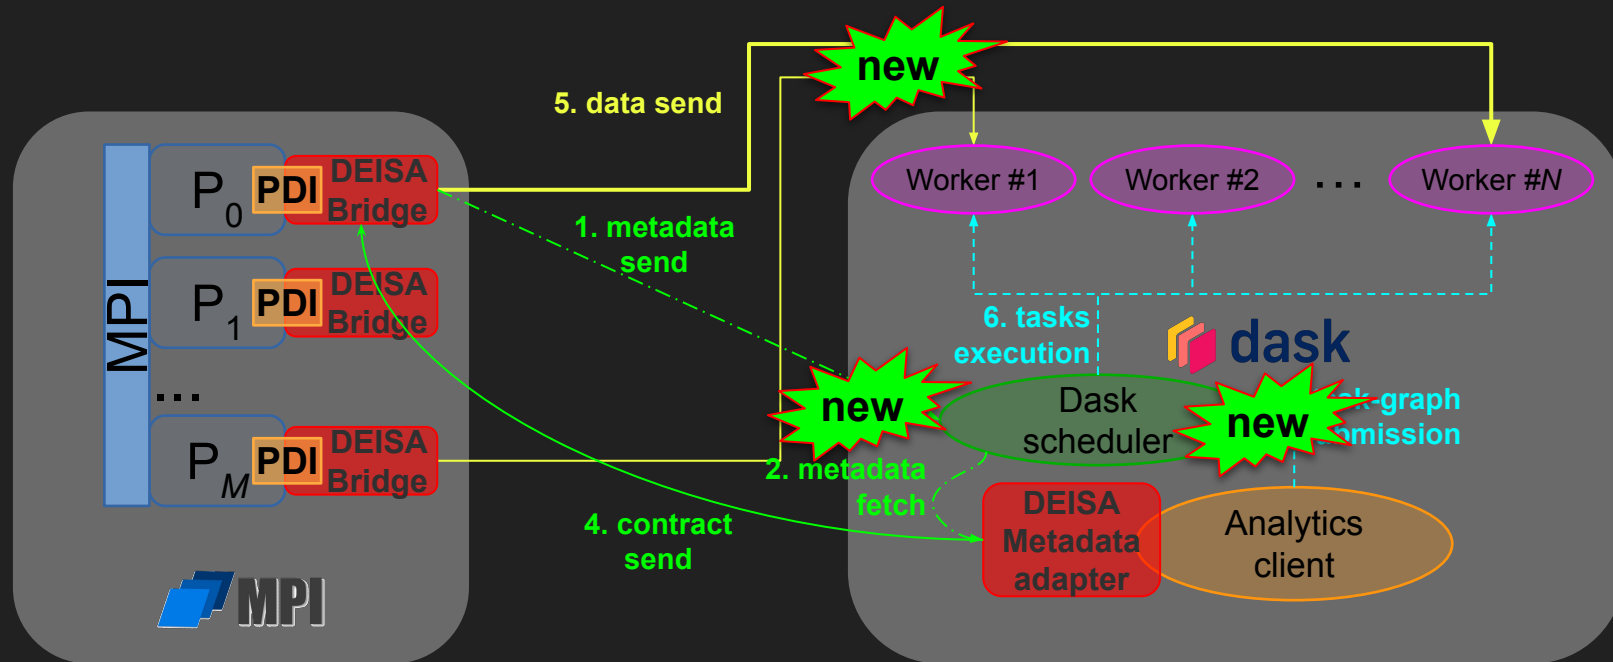 new
5. data send
MPI
P0
PDI
DEISA
Bridge
P1
PDI
DEISA
Bridge
...
PM
PDI
DEISA
Bridge
MPI
1. metadata
send
Worker #1
Worker #2
...
Worker #N
6. tasks
execution
dask
new
Dask
scheduler
new
-graph
2. metadata
fetch
4. contract
send
DEISA
Metadata
adapter
Analytics
client